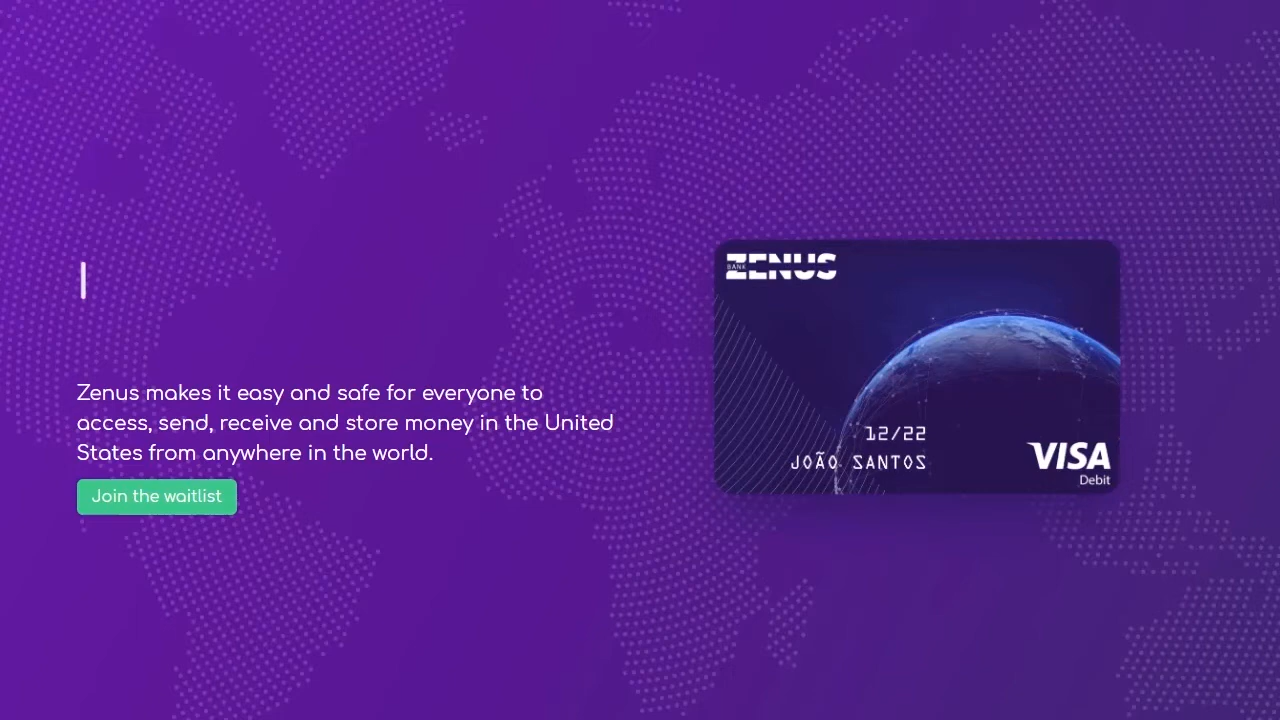 Zenus makes it easy and safe for everyone to
access, send, receive and store money in the United
States from anywhere in the world.
Join the waitlist
BANK
ZENUS
12/22
JOÃO SANTOS
VISA
Debit